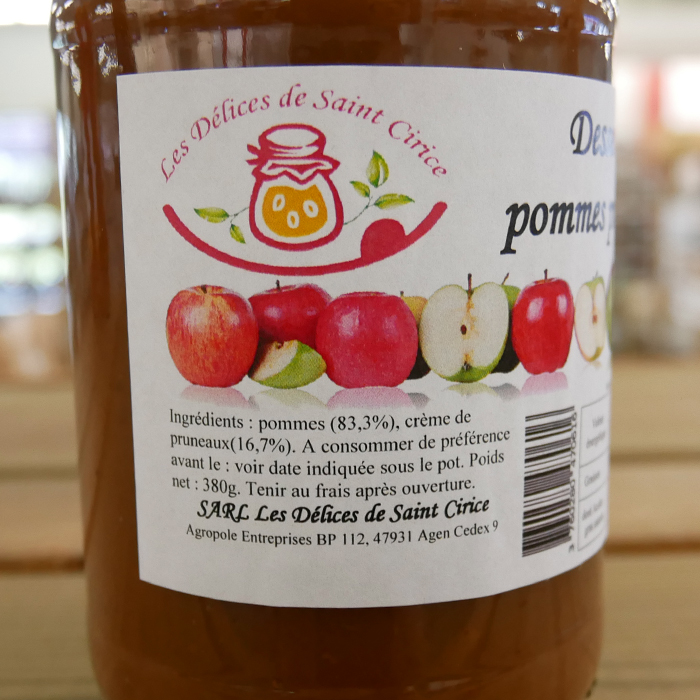 Les Délices de Saint Cirice
pommes
Ingrédients : pommes (83,3%), crème de
pruneaux(16,7%). A consommer de préférence
avant le : voir date indiquée sous le pot. Poids
net : 380g. Tenir au frais après ouverture.
SARL Les Délices de Saint Cirice
Agropole Entreprises BP 112, 47931 Agen Cedex 9